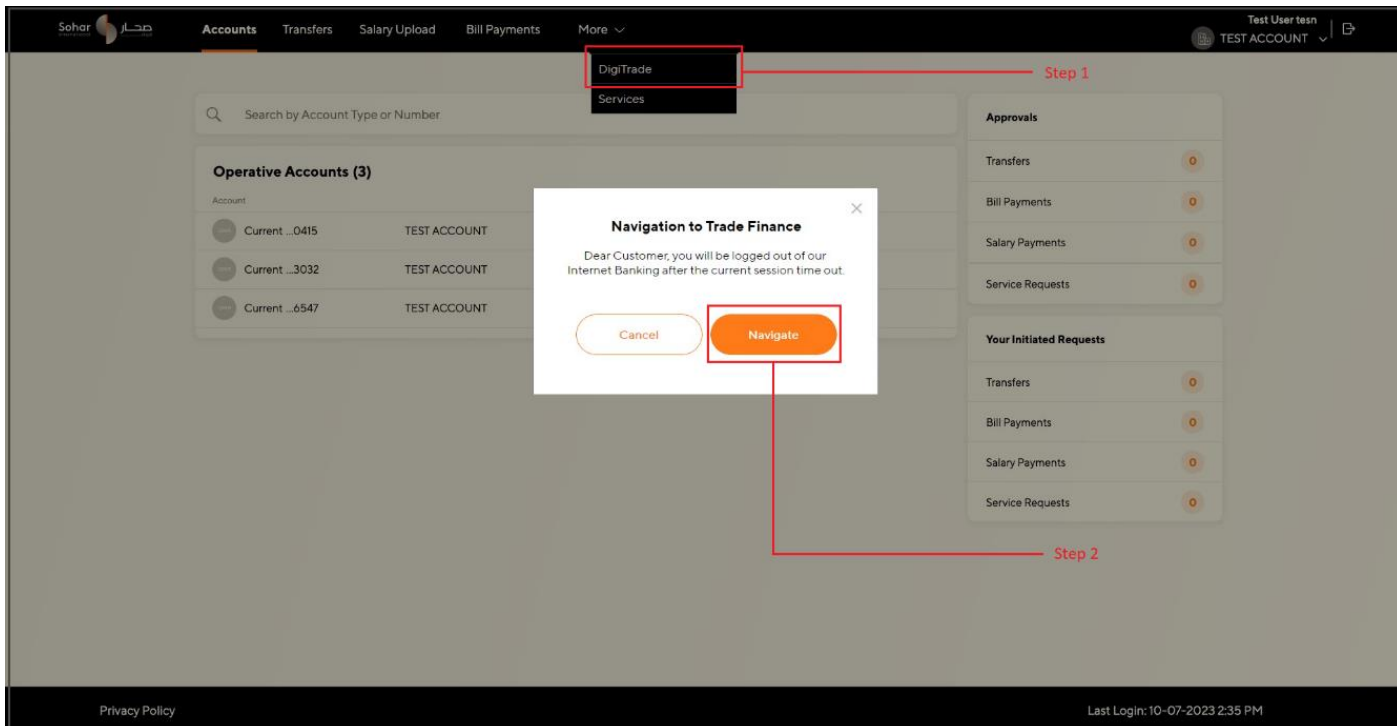 Sohar صحار
Accounts Transfers Salary Upload Bill Payments More
Test User tesn
TEST ACCOUNT
DigiTrade
Services
Step 1
Search by Account Type or Number
Operative Accounts (3)
Account
Current ...0415 TEST ACCOUNT
Current ...3032 TEST ACCOUNT
Current ...6547 TEST ACCOUNT
Navigation to Trade Finance
Dear Customer, you will be logged out of our
Internet Banking after the current session time out.
Cancel Navigate
Approvals
Transfers 0
Bill Payments 0
Salary Payments 0
Service Requests 0
Your Initiated Requests
Transfers 0
Bill Payments 0
Salary Payments 0
Service Requests 0
Step 2
Privacy Policy
Last Login: 10-07-2023 2:35 PM